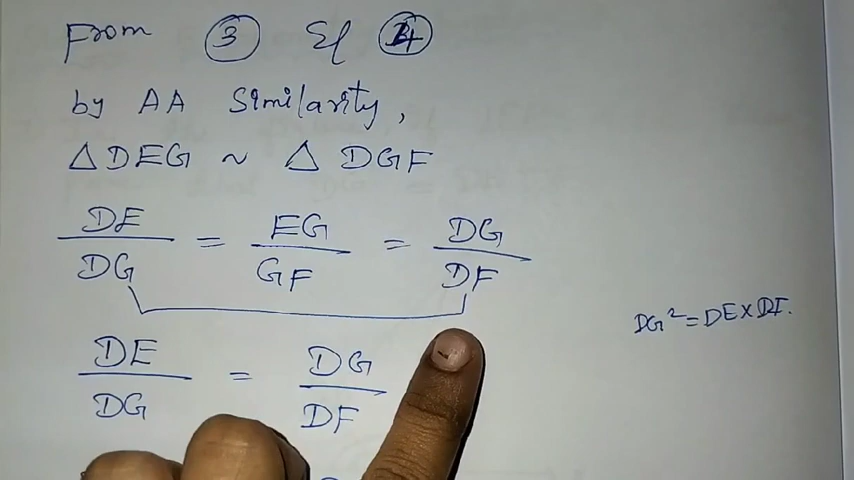 From ③ & ④
by AA Similarity,
△DEG ~ △DGF
DE/DG = EG/GF = DG/DF
DG² = DE×DF.
DE/DG = DG/DF